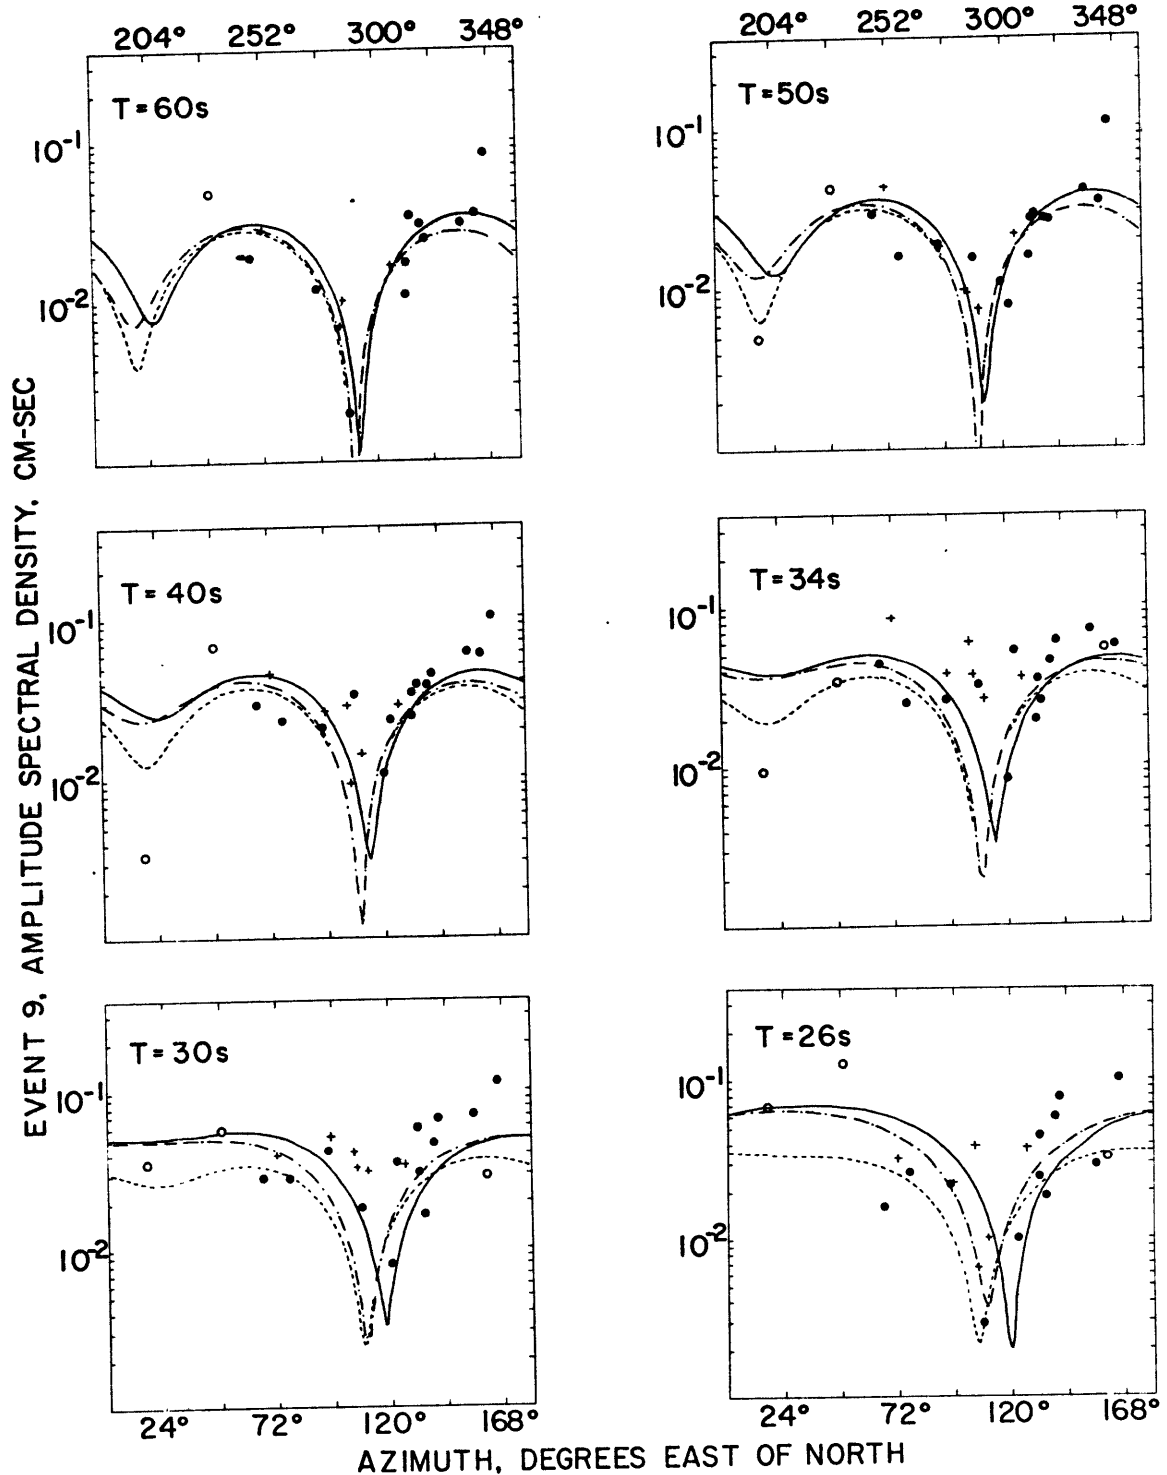 204° 252° 300° 348°
204° 252° 300° 348°
T=60s
10-1
10-2
T=50s
10-1
10-2
T=40s
10-1
10-2
T=34s
10-1
10-2
T=30s
10-1
10-2
T=26s
10-1
10-2
24° 72° 120° 168°
24° 72° 120° 168°
AZIMUTH, DEGREES EAST OF NORTH
EVENT 9, AMPLITUDE SPECTRAL DENSITY, CM-SEC